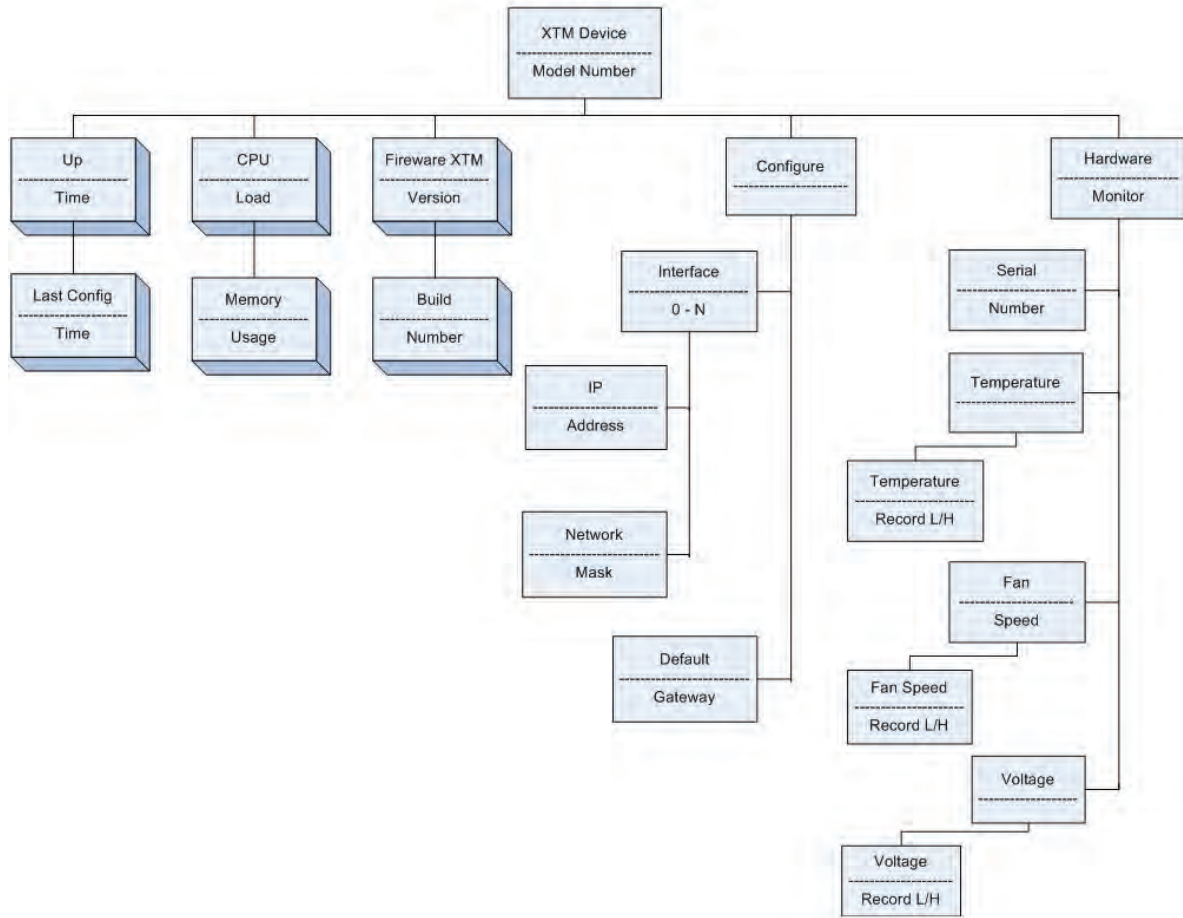 XTM Device
Model Number
Up
Time
CPU
Load
Fireware XTM
Version
Configure
Hardware
Monitor
Last Config
Time
Memory
Usage
Build
Number
Interface
0 - N
IP
Address
Network
Mask
Default
Gateway
Serial
Number
Temperature
Temperature
Record L/H
Fan
Speed
Fan Speed
Record L/H
Voltage
Voltage
Record L/H